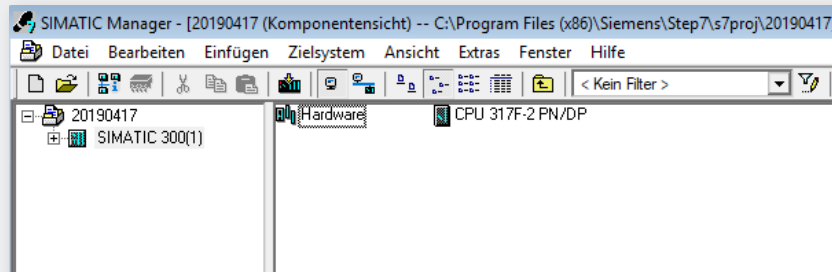 SIMATIC Manager - [20190417 (Komponentensicht) -- C:\Program Files (x86)\Siemens\Step7\s7proj\20190417]
Datei Bearbeiten Einfügen Zielsystem Ansicht Extras Fenster Hilfe
< Kein Filter >
20190417
SIMATIC 300(1)
Hardware
CPU 317F-2 PN/DP